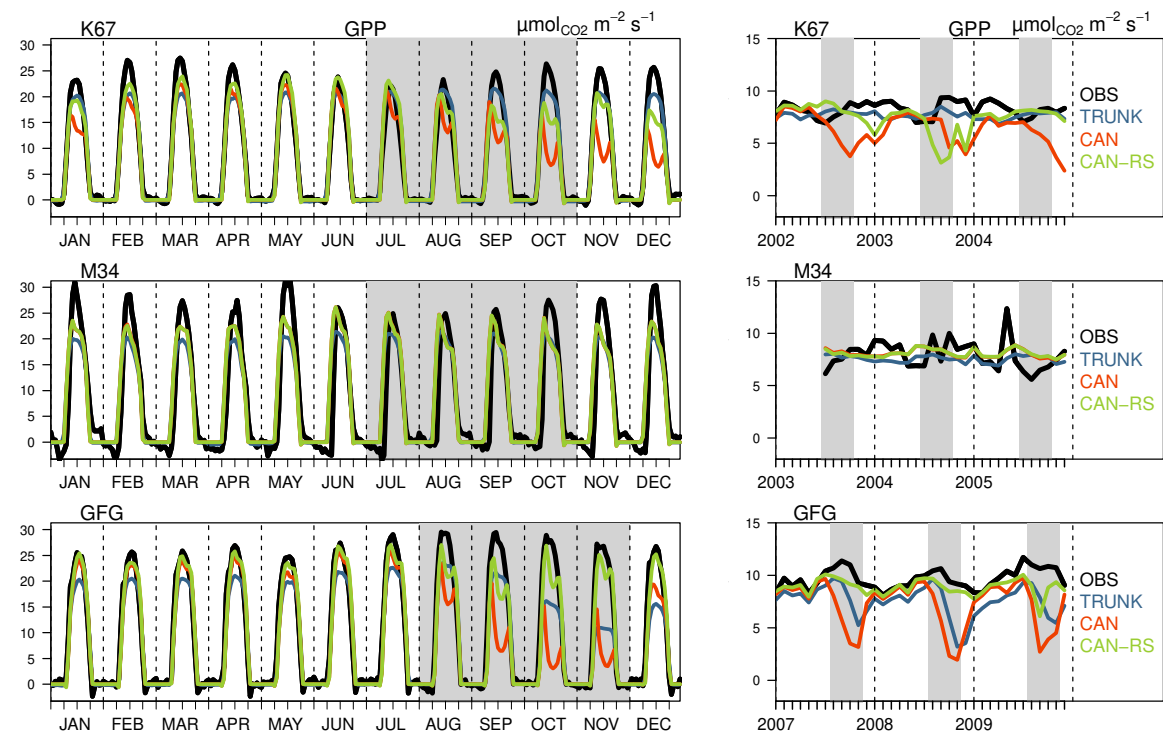 K67 GPP μmolCO2 m−2 s−1
30
25
20
15
10
5
0
JAN FEB MAR APR MAY JUN JUL AUG SEP OCT NOV DEC
GPP μmolCO2 m−2 s−1
15
10
5
0
OBS
TRUNK
CAN
CAN−RS
2002 2003 2004
M34
30
25
20
15
10
5
0
JAN FEB MAR APR MAY JUN JUL AUG SEP OCT NOV DEC
M34
15
10
5
0
OBS
TRUNK
CAN
CAN−RS
2003 2004 2005
GFG
30
25
20
15
10
5
0
JAN FEB MAR APR MAY JUN JUL AUG SEP OCT NOV DEC
GFG
15
10
5
0
OBS
TRUNK
CAN
CAN−RS
2007 2008 2009